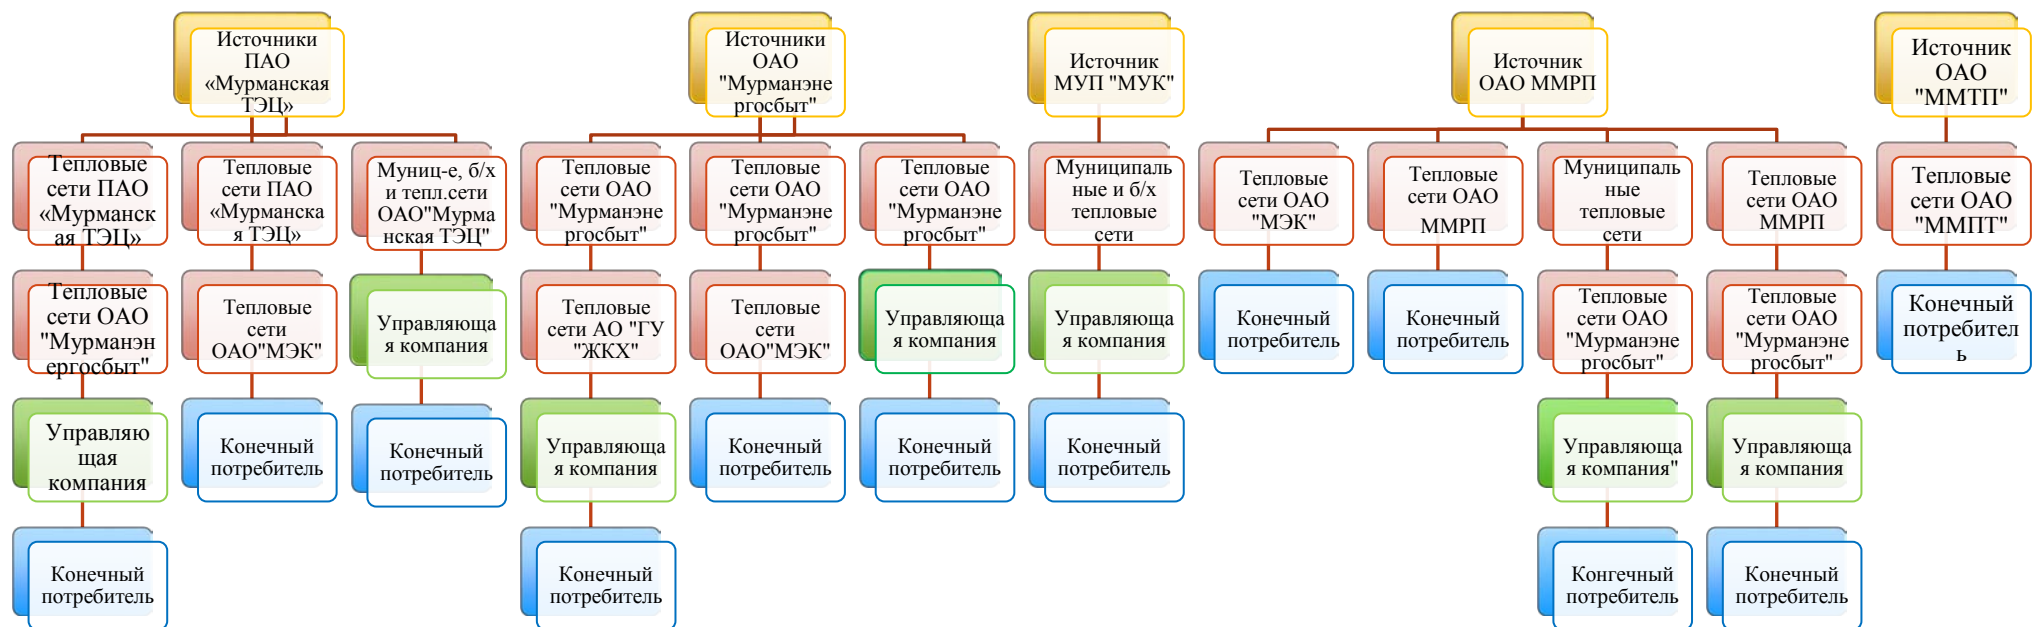 Источники
ПАО
«Мурманская
ТЭЦ»
Источники
ОАО
"Мурманэне
ргосбыт"
Источник
МУП "МУК"
Источник
ОАО ММРП
Источник
ОАО
"ММТП"
Тепловые
сети ПАО
«Мурманск
ая ТЭЦ»
Тепловые
сети ПАО
«Мурманска
я ТЭЦ»
Муниц-е, б/х
и тепл.сети
ОАО"Мурма
нская ТЭЦ"
Тепловые
сети ОАО
"Мурманэне
ргосбыт"
Тепловые
сети ОАО
"Мурманэне
ргосбыт"
Тепловые
сети ОАО
"Мурманэне
ргосбыт"
Муниципаль
ные и б/х
тепловые
сети
Тепловые
сети ОАО
"МЭК"
Тепловые
сети ОАО
ММРП
Муниципаль
ные
тепловые
сети
Тепловые
сети ОАО
ММРП
Тепловые
сети ОАО
"ММПТ"
Тепловые
сети ОАО
"Мурманэн
ергосбыт"
Тепловые
сети
ОАО"МЭК"
Управляюща
я компания
Тепловые
сети АО "ГУ
"ЖКХ"
Тепловые
сети
ОАО"МЭК"
Управляюща
я компания
Управляюща
я компания
Конечный
потребитель
Конечный
потребитель
Тепловые
сети ОАО
"Мурманэне
ргосбыт"
Тепловые
сети ОАО
"Мурманэне
ргосбыт"
Конечный
потребител
ь
Управляю
щая
компания
Конечный
потребитель
Конечный
потребитель
Управляюща
я компания
Конечный
потребитель
Конечный
потребитель
Конечный
потребитель
Управляюща
я компания"
Управляюща
я компания
Конечный
потребитель
Конечный
потребитель
Конгечный
потребитель
Конечный
потребитель